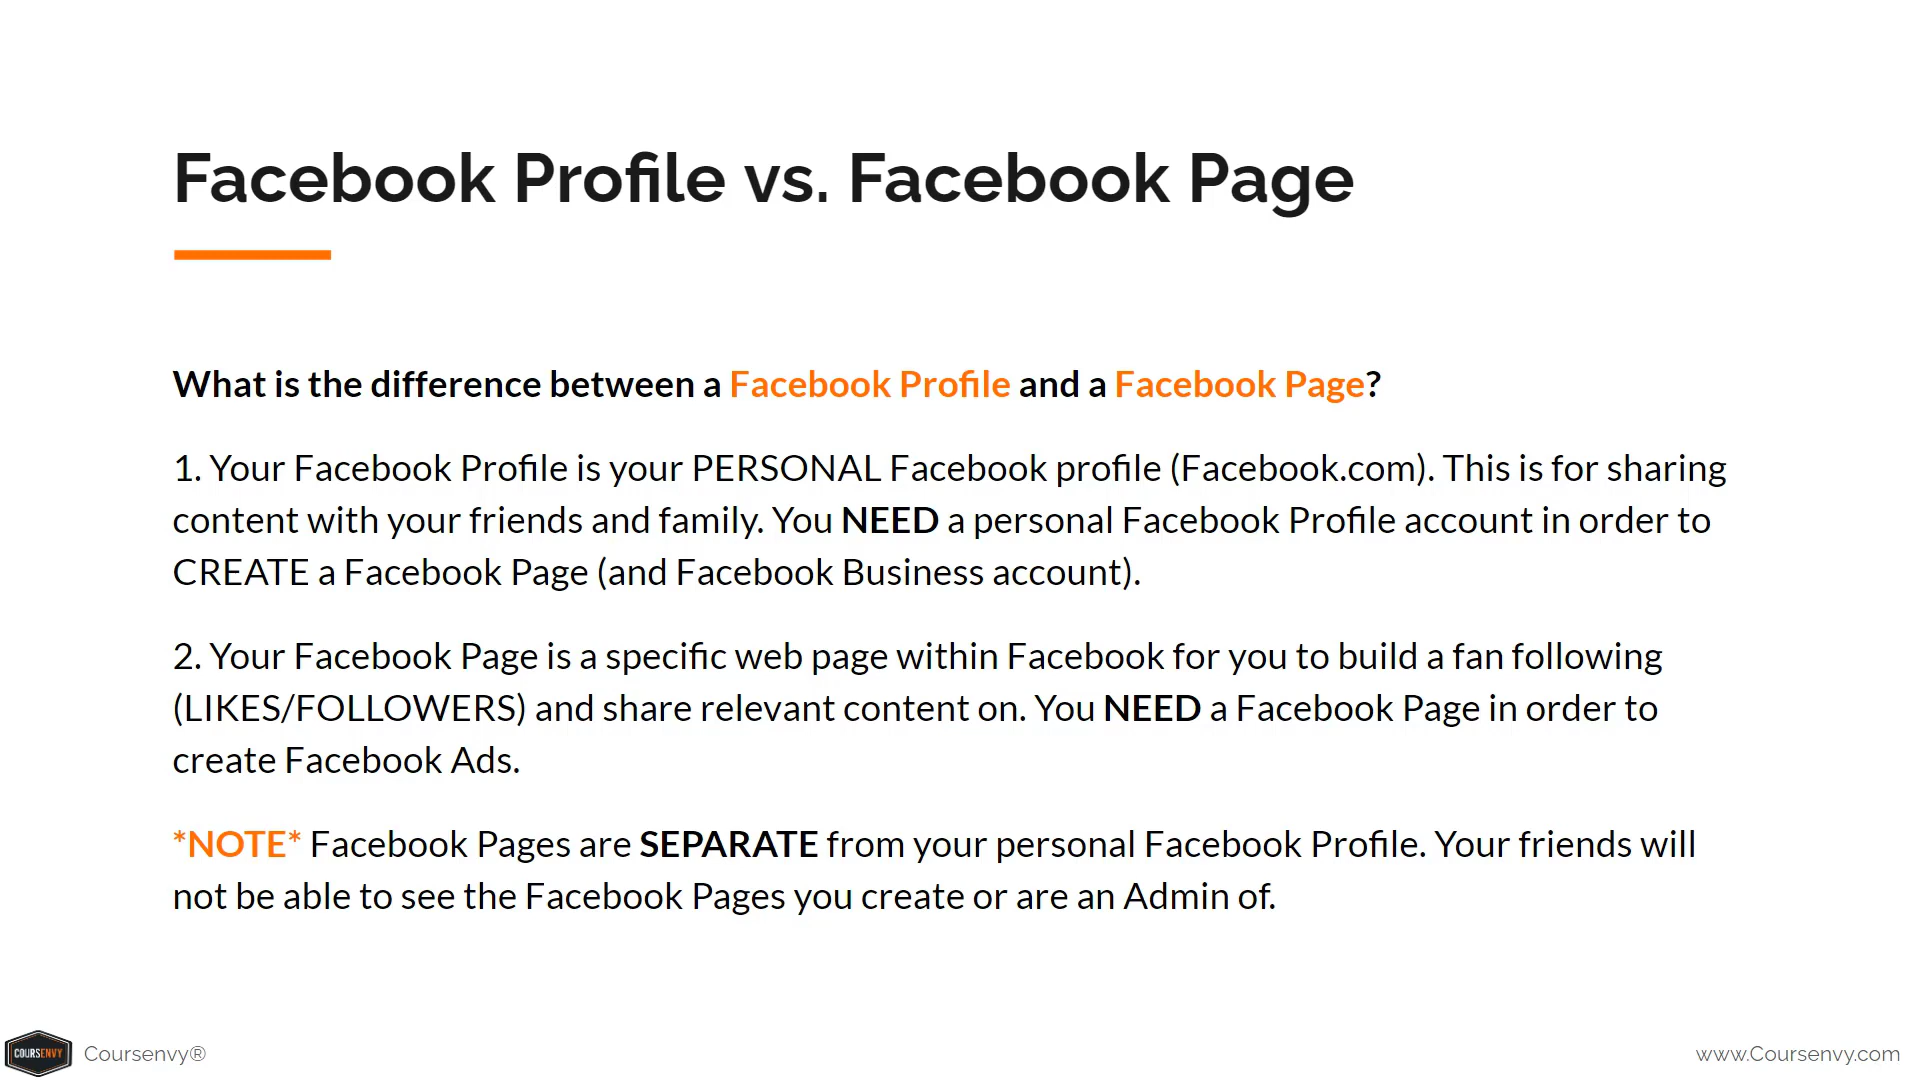 Facebook Profile vs. Facebook Page
What is the difference between a Facebook Profile and a Facebook Page?
1. Your Facebook Profile is your PERSONAL Facebook profile (Facebook.com). This is for sharing
content with your friends and family. You NEED a personal Facebook Profile account in order to
CREATE a Facebook Page (and Facebook Business account).
2. Your Facebook Page is a specific web page within Facebook for you to build a fan following
(LIKES/FOLLOWERS) and share relevant content on. You NEED a Facebook Page in order to
create Facebook Ads.
*NOTE* Facebook Pages are SEPARATE from your personal Facebook Profile. Your friends will
not be able to see the Facebook Pages you create or are an Admin of.
COURSENVY Coursenvy®
www.Coursenvy.com